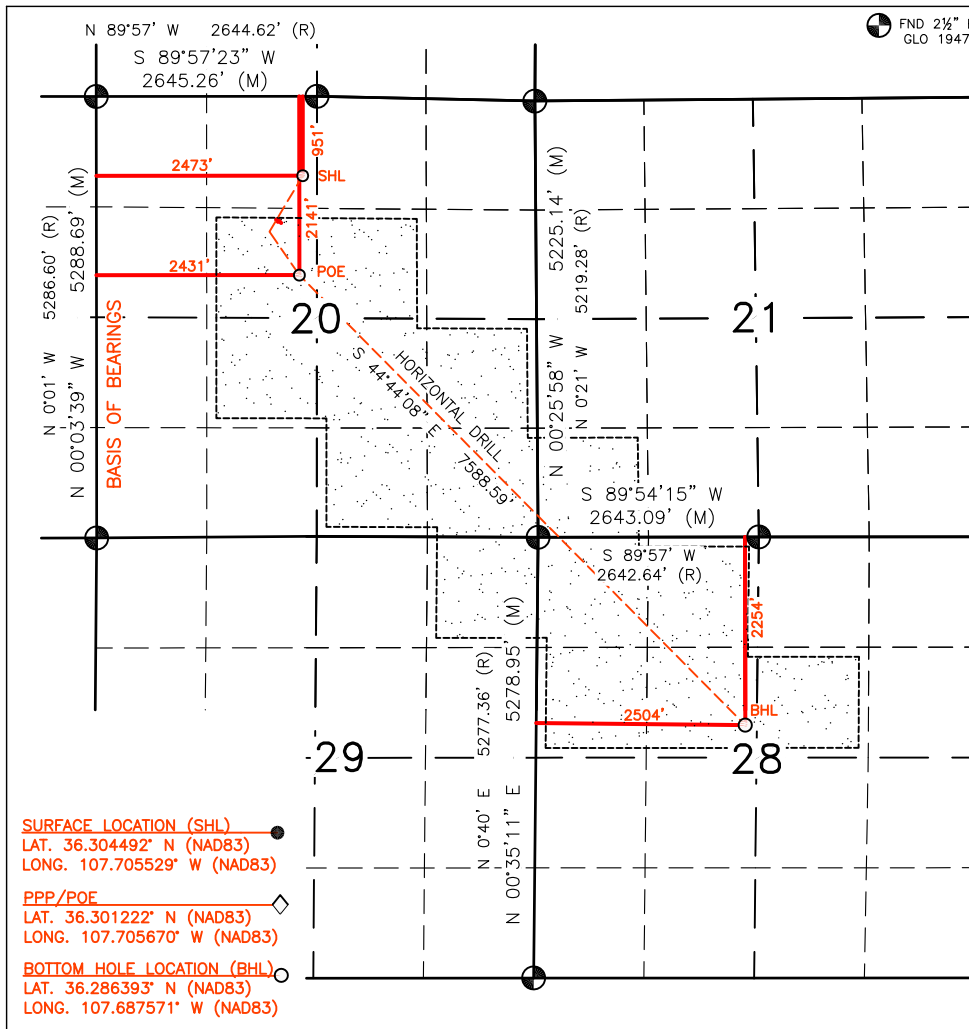 N 89°57' W 2644.62' (R)
S 89°57'23" W
2645.26' (M)
FND 2½"
GLO 1947
951'
2473'
SHL
2141'
2431'
POE
N 0°01' W 5286.60' (R)
N 00°03'39" W 5288.69' (M)
BASIS OF BEARINGS
20
21
N 00°25'58" W 5225.14' (M)
N 0°21' W 5219.28' (R)
HORIZONTAL DRILL
S 44°44'08" E 7588.59'
S 89°54'15" W
2643.09' (M)
S 89°57' W
2642.64' (R)
2254'
2504'
BHL
N 0°40' E 5277.36' (R)
N 00°35'11" E 5278.95' (M)
29
28
SURFACE LOCATION (SHL)
LAT. 36.304492° N (NAD83)
LONG. 107.705529° W (NAD83)
PPP/POE
LAT. 36.301222° N (NAD83)
LONG. 107.705670° W (NAD83)
BOTTOM HOLE LOCATION (BHL)
LAT. 36.286393° N (NAD83)
LONG. 107.687571° W (NAD83)